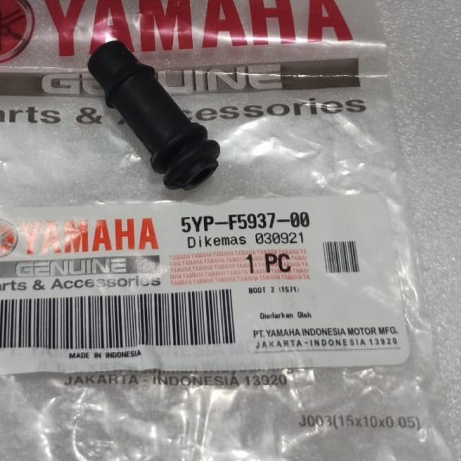 YAMAHA
GENUINE
arts & Accessories
YAMAHA
GENUINE
arts & Accessories
MADE IN INDONESIA
5YP-F5937-00
Dikemas 030921
1 PC
BOOT 2 (1S71)
Diedarkan Oleh
PT. YAMAHA INDONESIA MOTOR MFG.
JAKARTA-INDONESIA 13920
JAKARTA - INDONESIA 13920
J003(15x10x0.05)